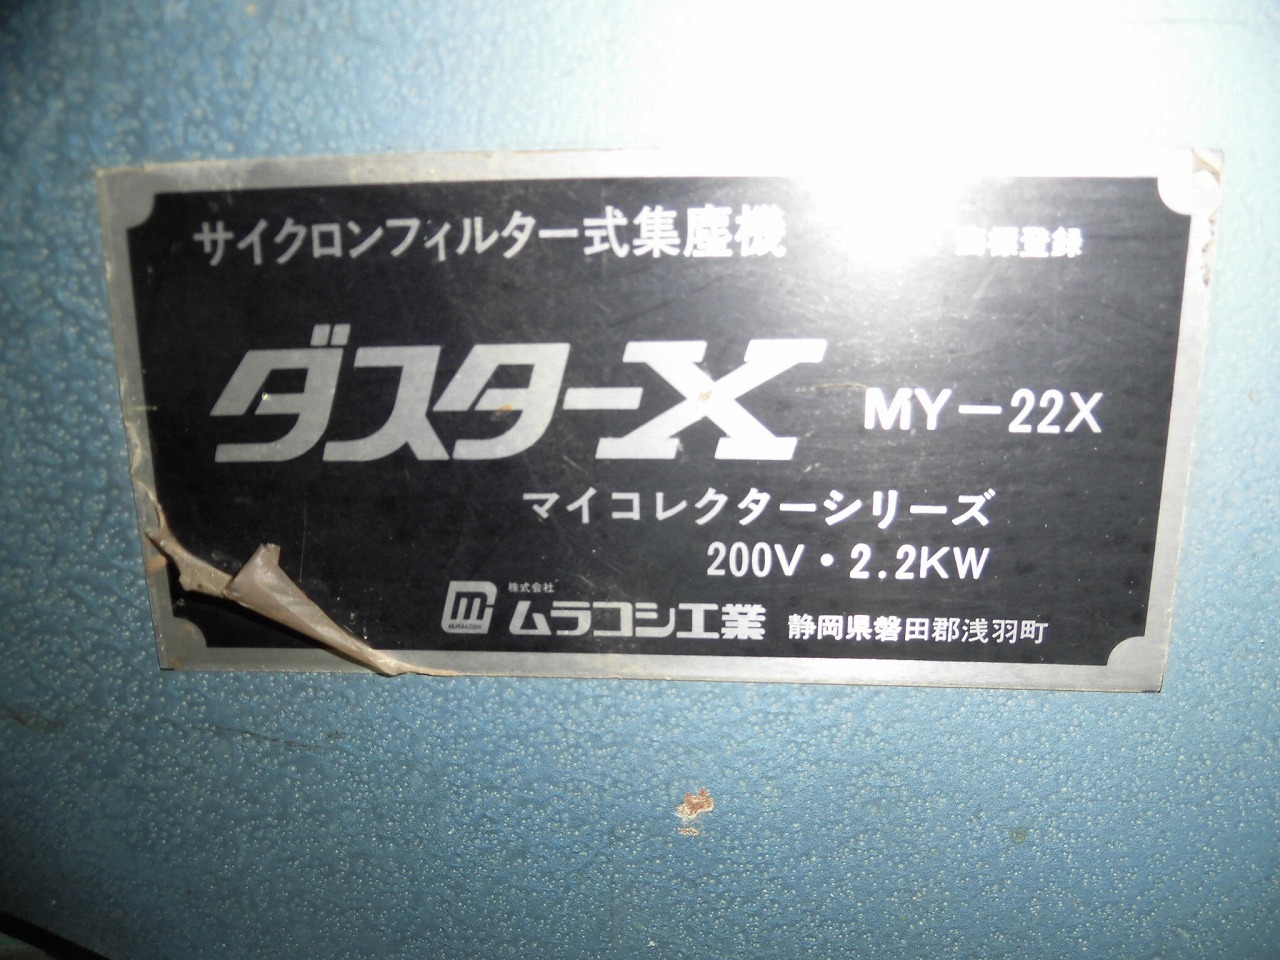 サイクロンフィルター式集塵機 商標登録
ダスターX MY-22X
マイコレクターシリーズ
200V・2.2KW
MURAKOSHI 株式会社 ムラコシ工業 静岡県磐田郡浅羽町